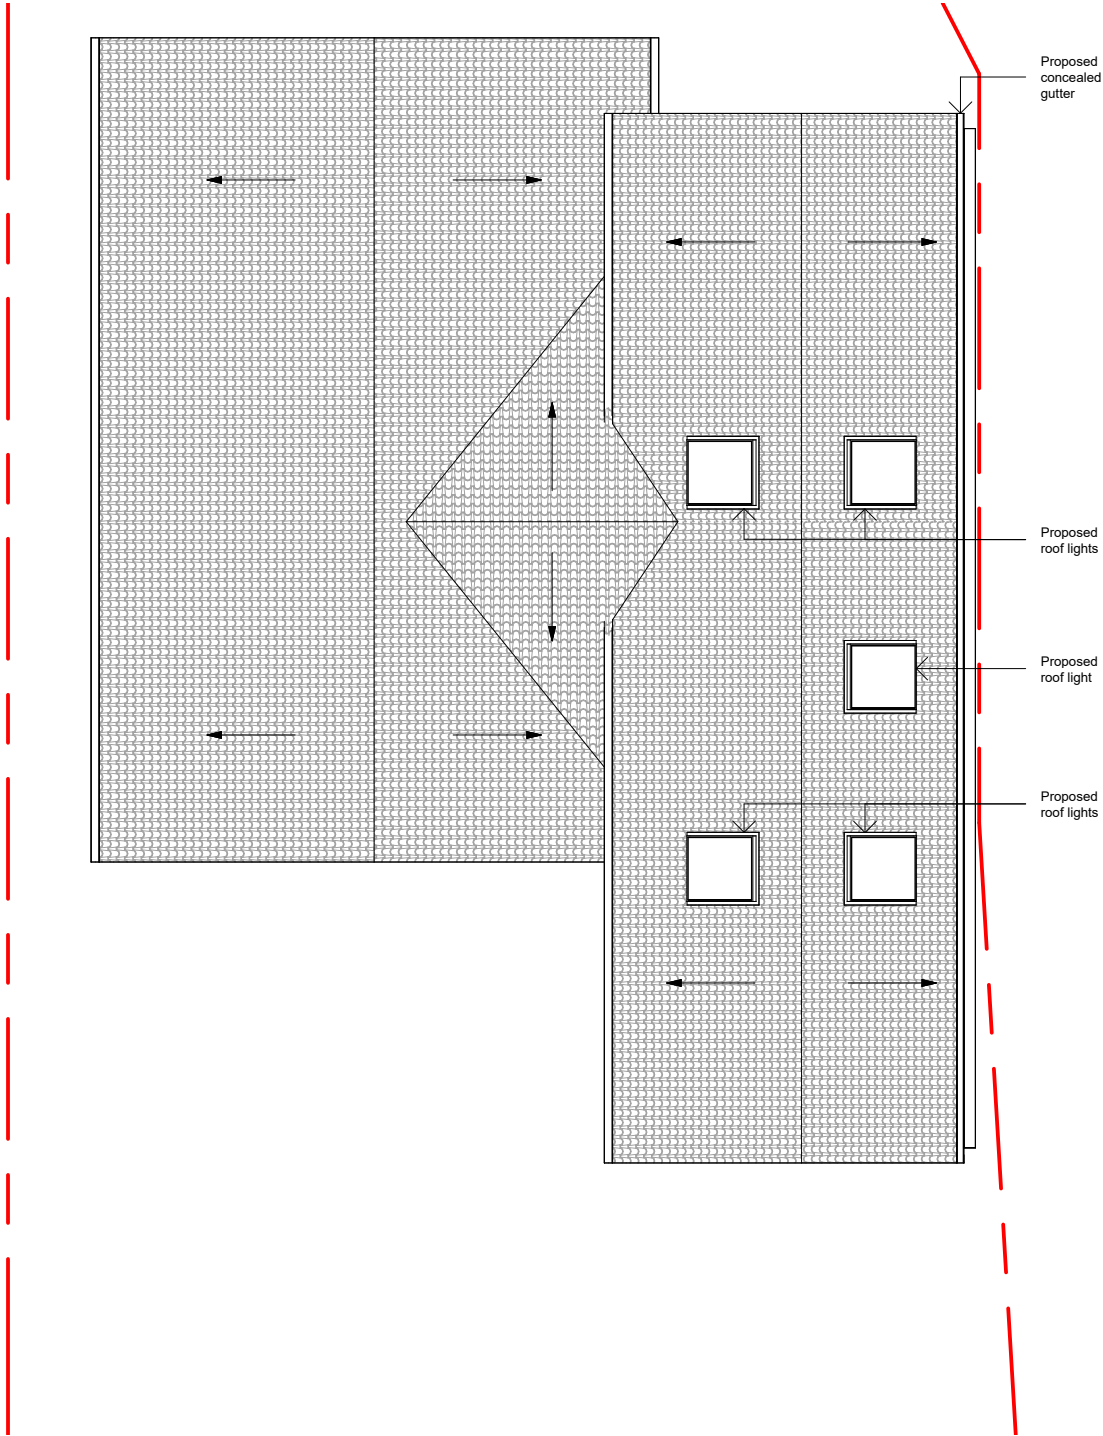 Proposed
concealed
gutter
Proposed
roof lights
Proposed
roof light
Proposed
roof lights